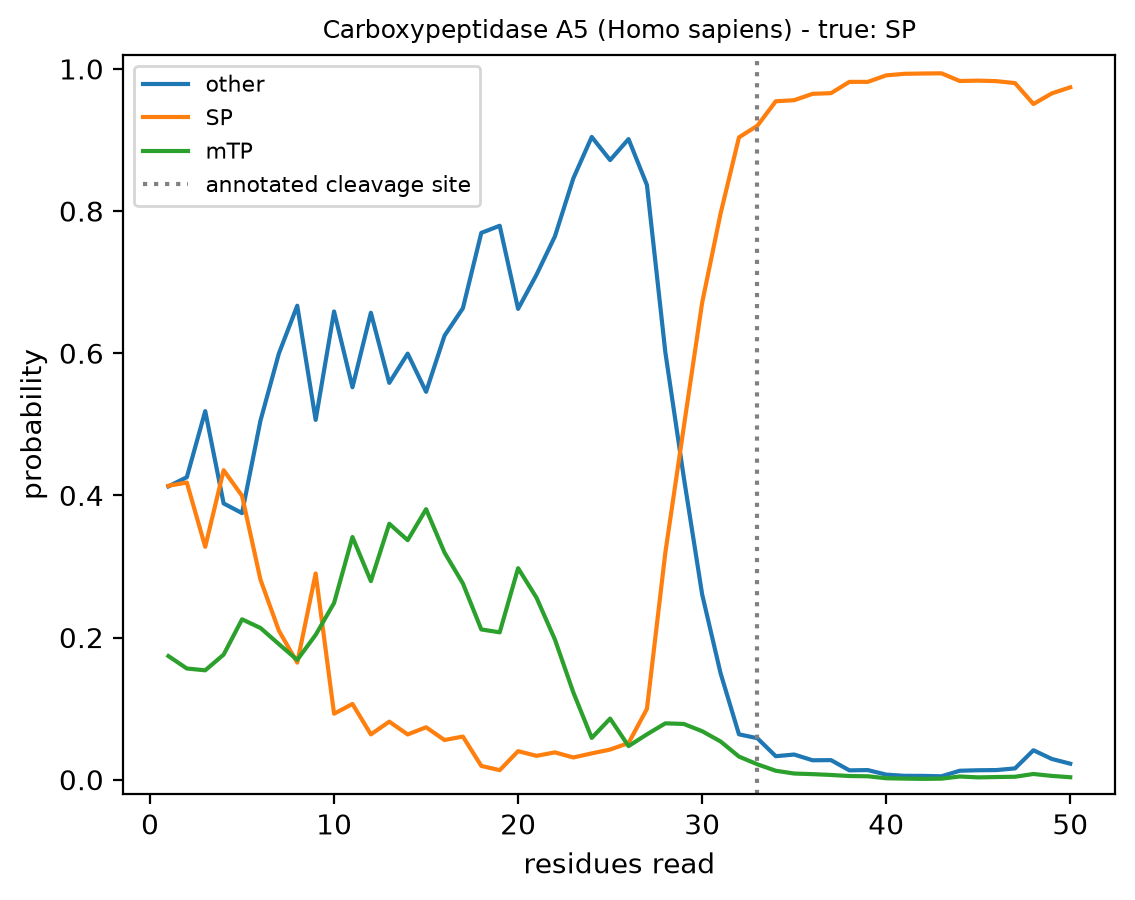 Carboxypeptidase A5 (Homo sapiens) - true: SP
1.0
0.8
0.6
0.4
0.2
0.0
probability
other
SP
mTP
annotated cleavage site
0
10
20
30
40
50
residues read